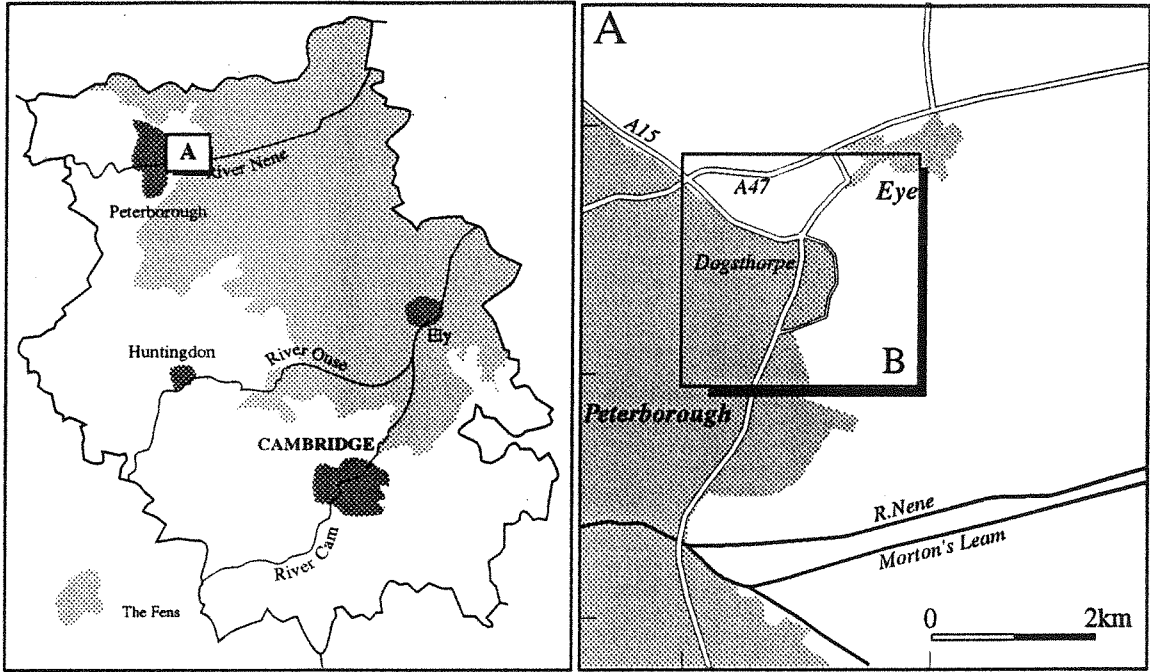 A
River Nene
Peterborough
Ely
Huntingdon
River Ouse
CAMBRIDGE
River Cam
The Fens
A
A15
A47
Eye
Dogsthorpe
B
Peterborough
R.Nene
Morton's Leam
0 2km